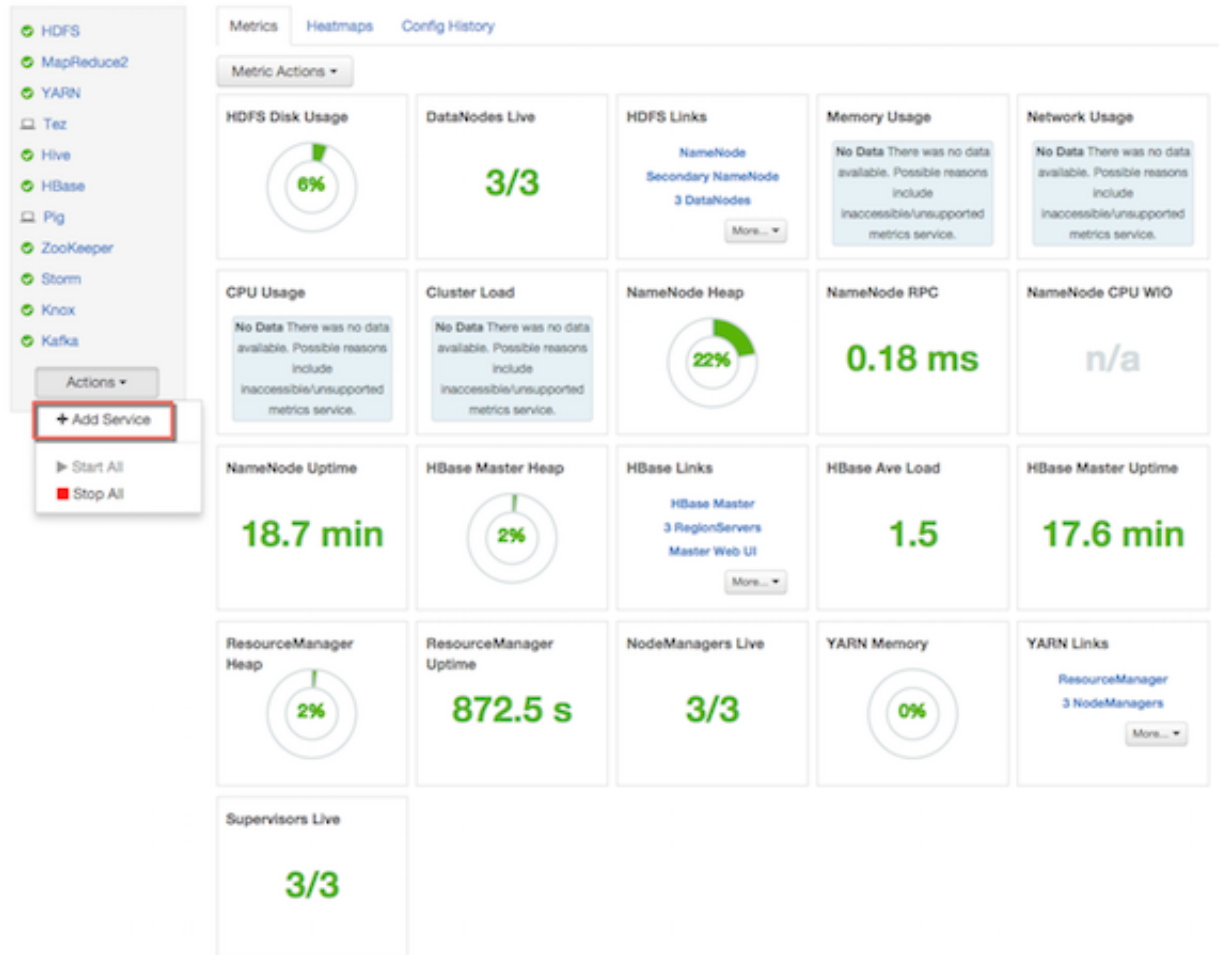 HDFS
MapReduce2
YARN
Tez
Hive
HBase
Pig
ZooKeeper
Storm
Knox
Kafka
Actions
Add Service
Start All
Stop All
Metrics Heatmaps Config History
Metric Actions
HDFS Disk Usage
6%
DataNodes Live
3/3
HDFS Links
NameNode
Secondary NameNode
3 DataNodes
More...
Memory Usage
No Data There was no data
available. Possible reasons
include
inaccessible/unsupported
metrics service.
Network Usage
No Data There was no data
available. Possible reasons
include
inaccessible/unsupported
metrics service.
CPU Usage
No Data There was no data
available. Possible reasons
include
inaccessible/unsupported
metrics service.
Cluster Load
No Data There was no data
available. Possible reasons
include
inaccessible/unsupported
metrics service.
NameNode Heap
22%
NameNode RPC
0.18 ms
NameNode CPU WIO
n/a
NameNode Uptime
18.7 min
HBase Master Heap
2%
HBase Links
HBase Master
3 RegionServers
Master Web UI
More...
HBase Ave Load
1.5
HBase Master Uptime
17.6 min
ResourceManager
Heap
2%
ResourceManager
Uptime
872.5 s
NodeManagers Live
3/3
YARN Memory
0%
YARN Links
ResourceManager
3 NodeManagers
More...
Supervisors Live
3/3